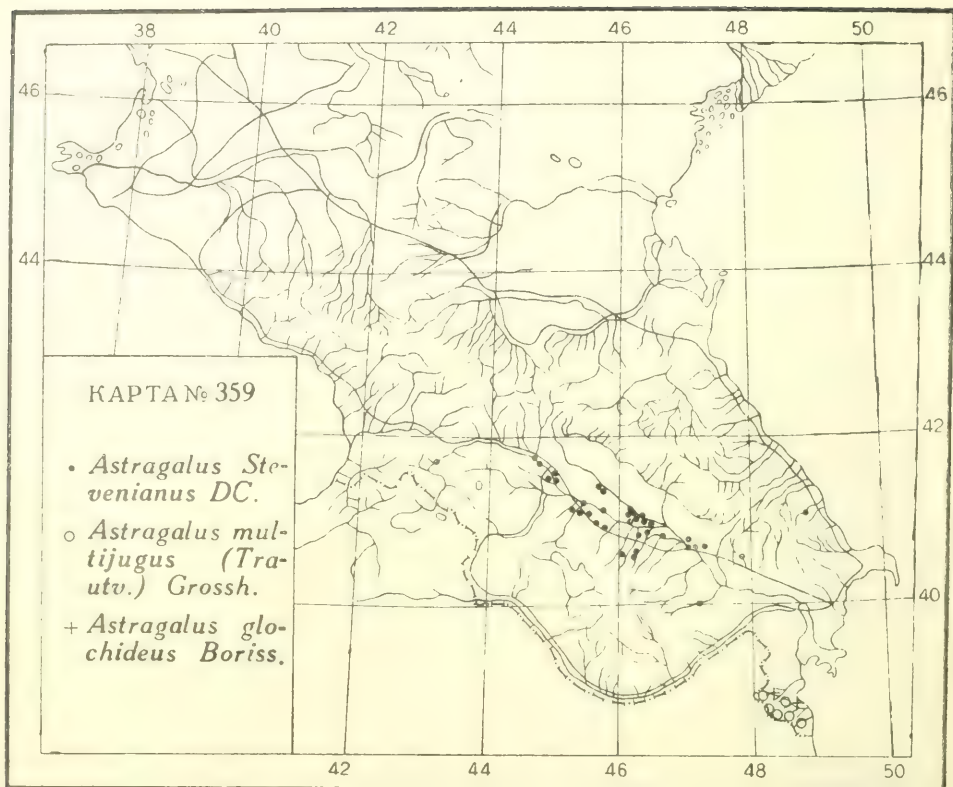 38 40 42 44 46 48 50
46 46
44 44
КАРТА № 359
• Astragalus Ste-
venianus DC.
○ Astragalus mul-
tijugus (Tra-
utv.) Grossh.
+ Astragalus glo-
chideus Boriss.
42
40
42 44 46 48 50